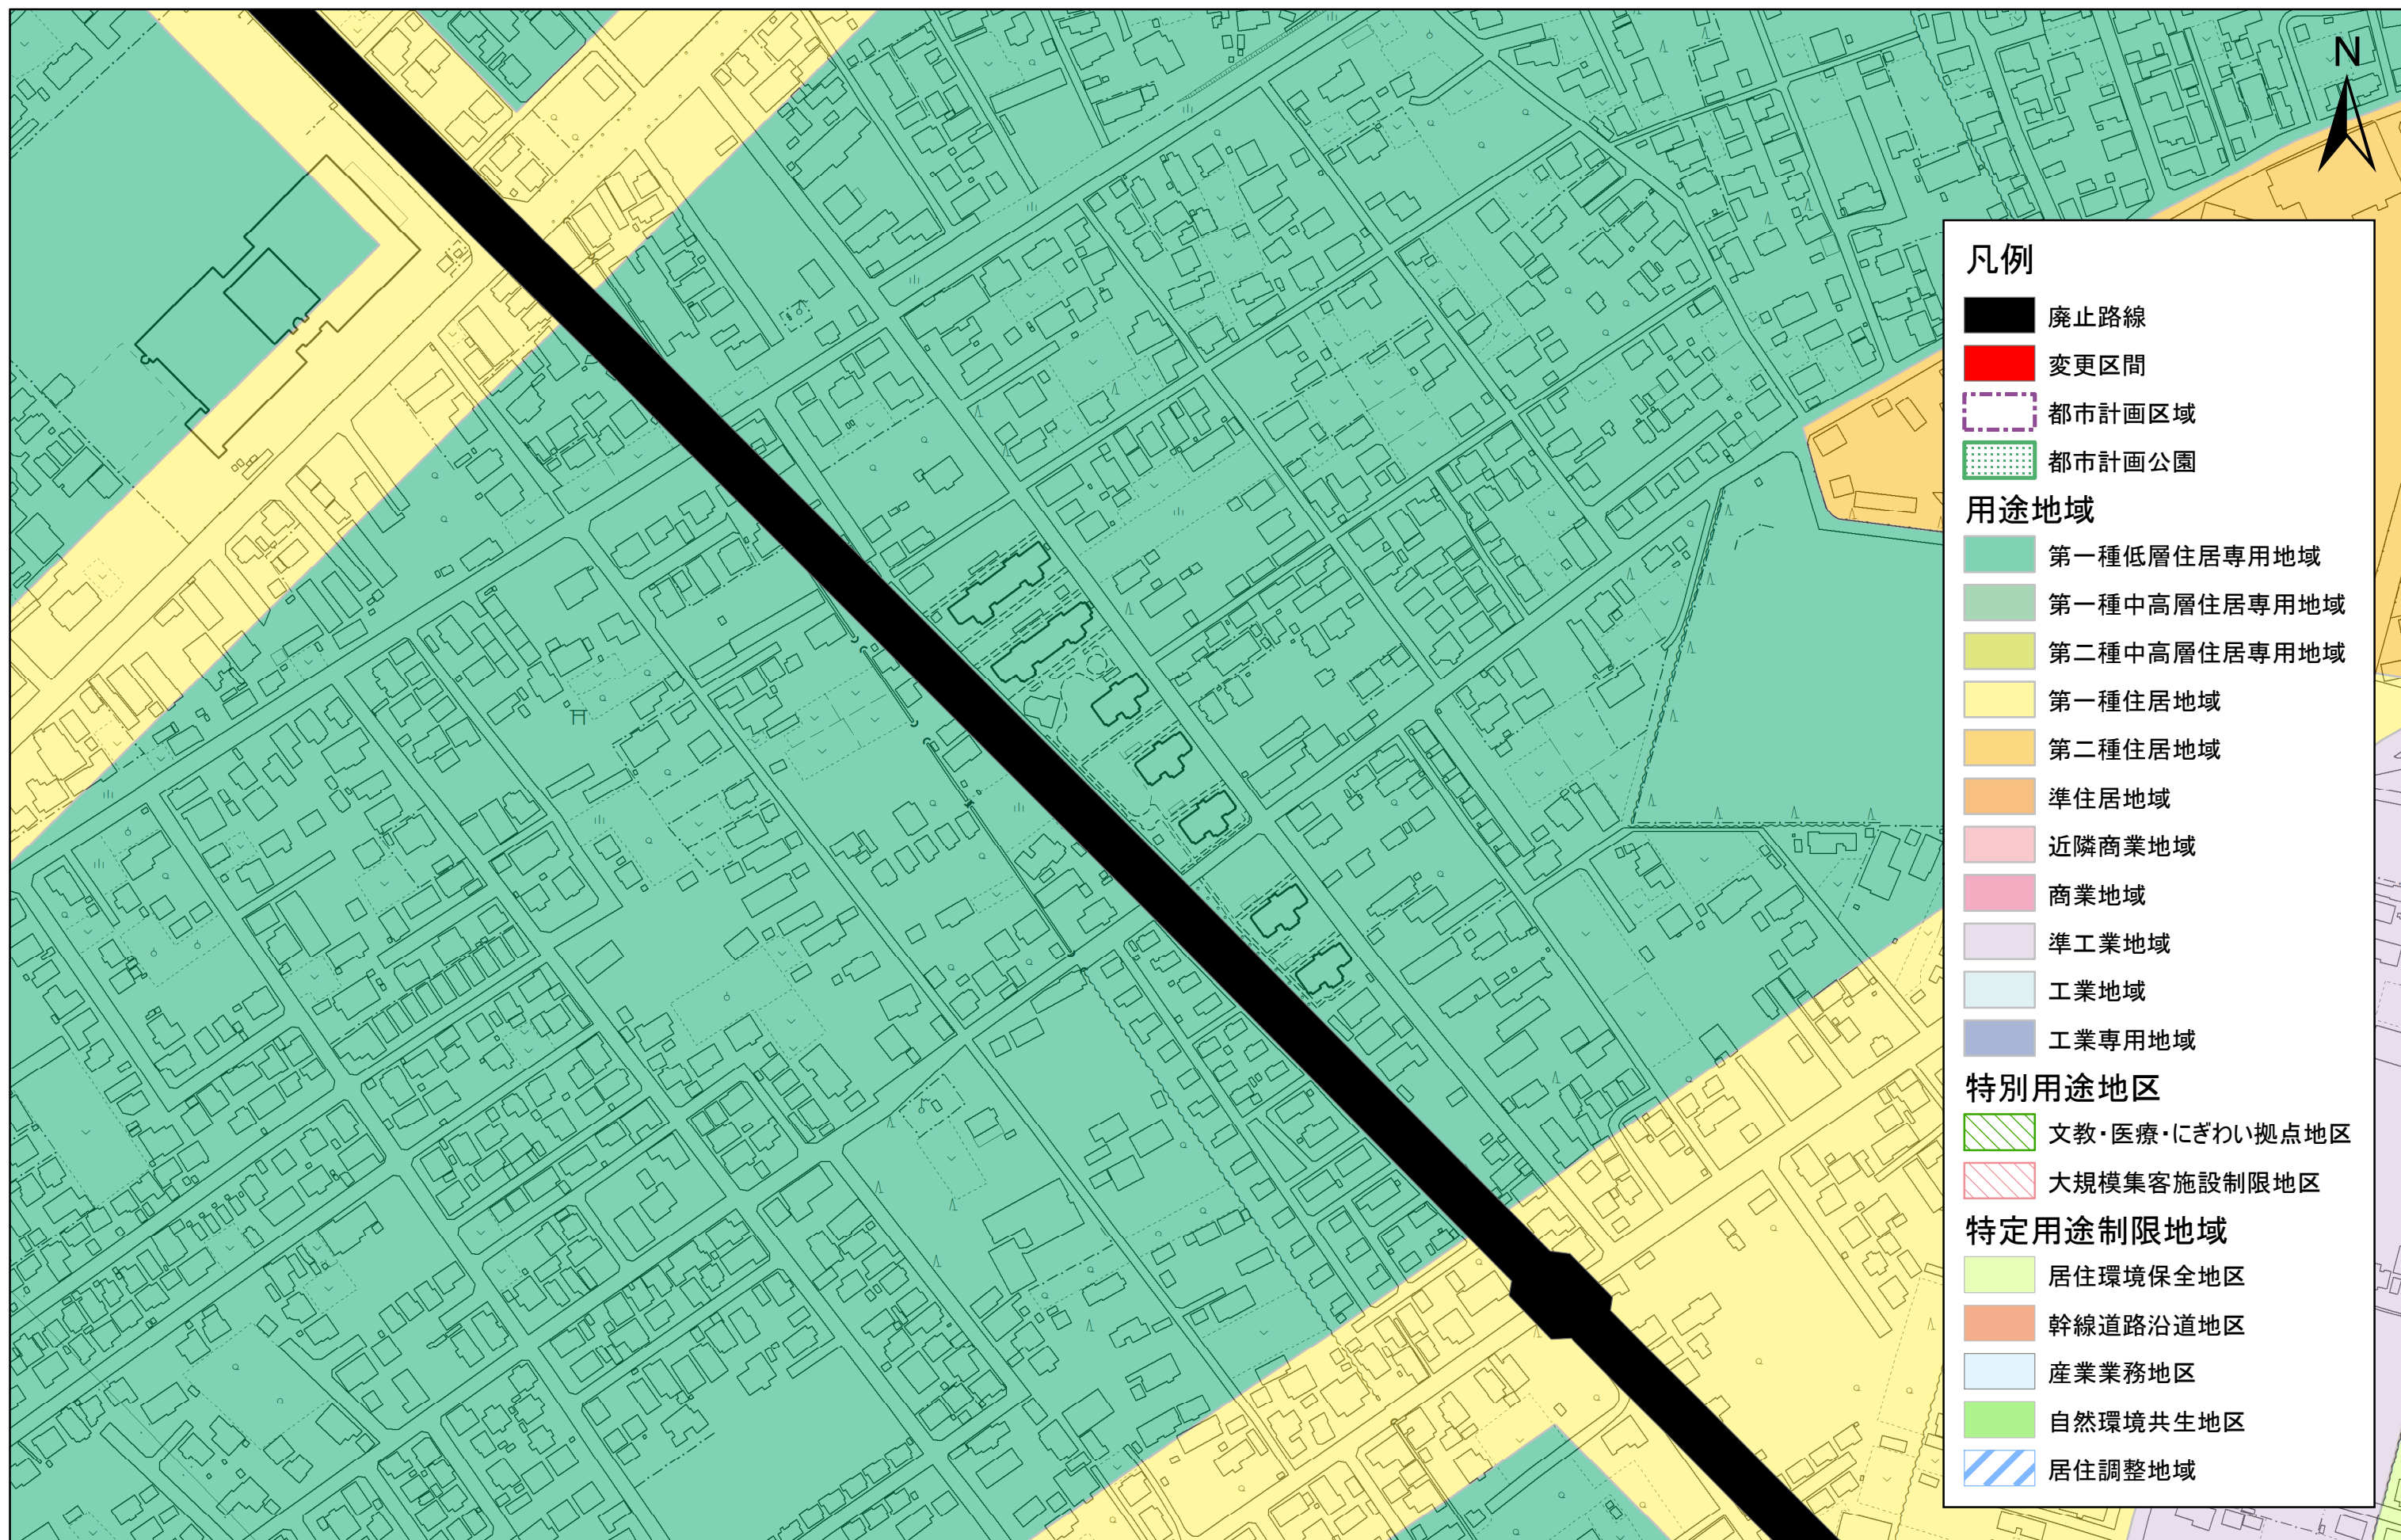 N
凡例
廃止路線
変更区間
都市計画区域
都市計画公園
用途地域
第一種低層住居専用地域
第一種中高層住居専用地域
第二種中高層住居専用地域
第一種住居地域
第二種住居地域
準住居地域
近隣商業地域
商業地域
準工業地域
工業地域
工業専用地域
特別用途地区
文教・医療・にぎわい拠点地区
大規模集客施設制限地区
特定用途制限地域
居住環境保全地区
幹線道路沿道地区
産業業務地区
自然環境共生地区
居住調整地域